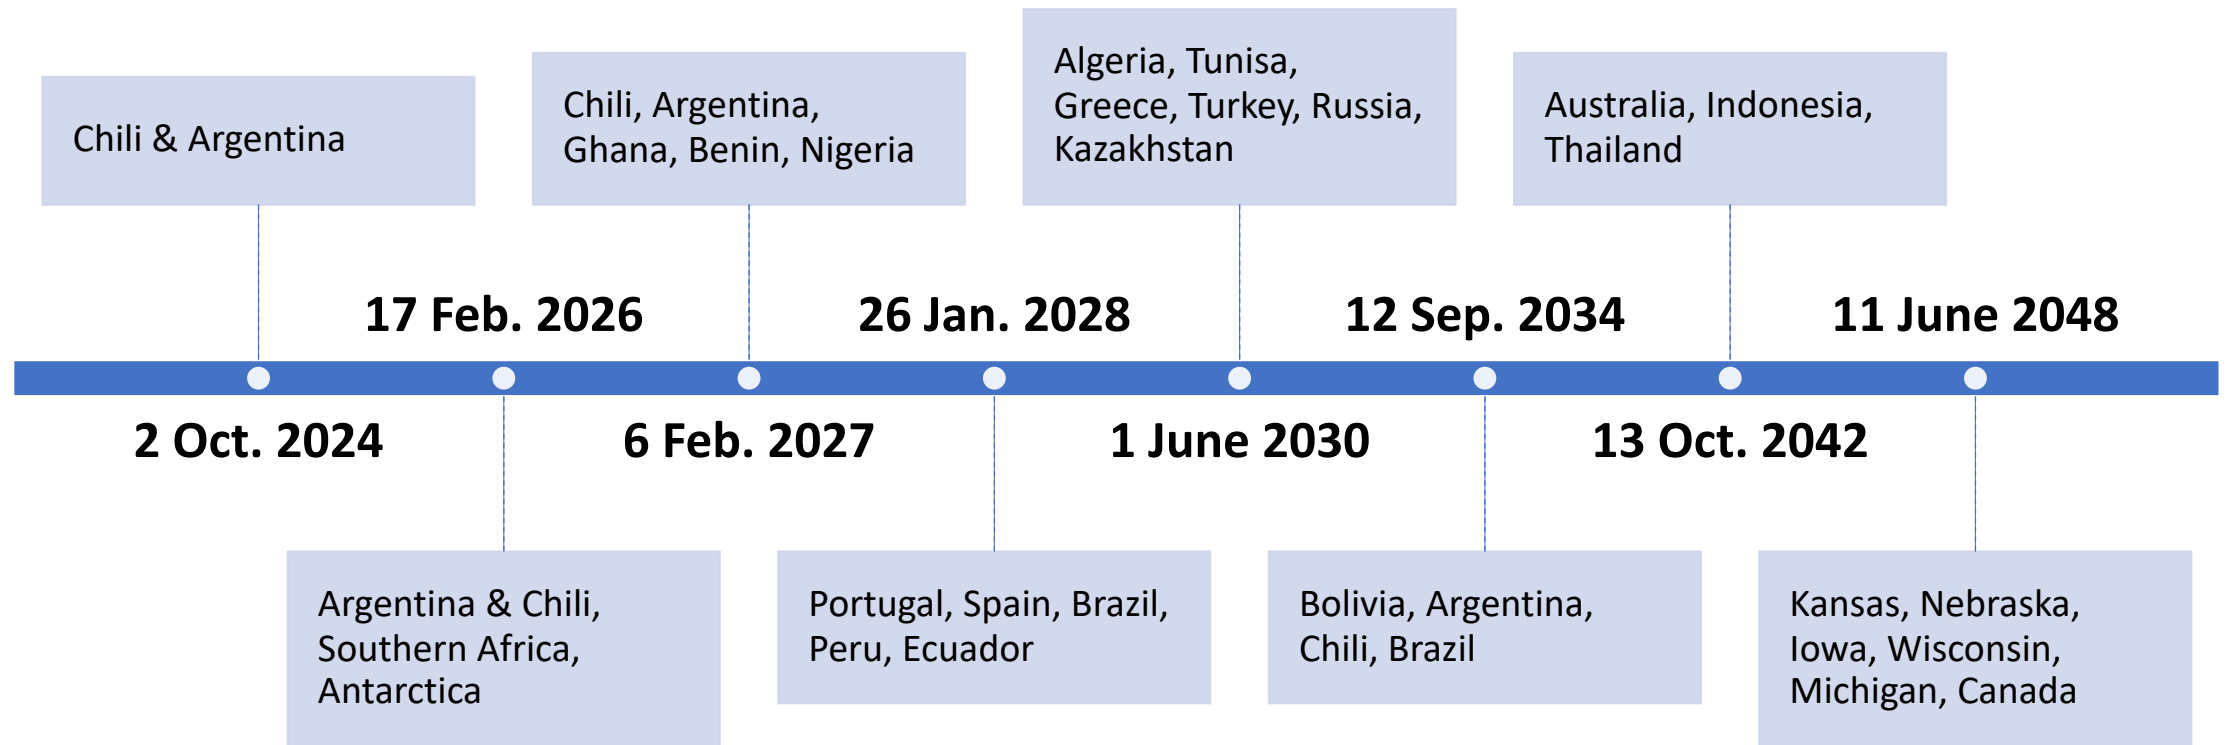 Chili & Argentina
Chili, Argentina,
Ghana, Benin, Nigeria
Algeria, Tunisa,
Greece, Turkey, Russia,
Kazakhstan
Australia, Indonesia,
Thailand
17 Feb. 2026
26 Jan. 2028
12 Sep. 2034
11 June 2048
2 Oct. 2024
6 Feb. 2027
1 June 2030
13 Oct. 2042
Argentina & Chili,
Southern Africa,
Antarctica
Portugal, Spain, Brazil,
Peru, Ecuador
Bolivia, Argentina,
Chili, Brazil
Kansas, Nebraska,
Iowa, Wisconsin,
Michigan, Canada